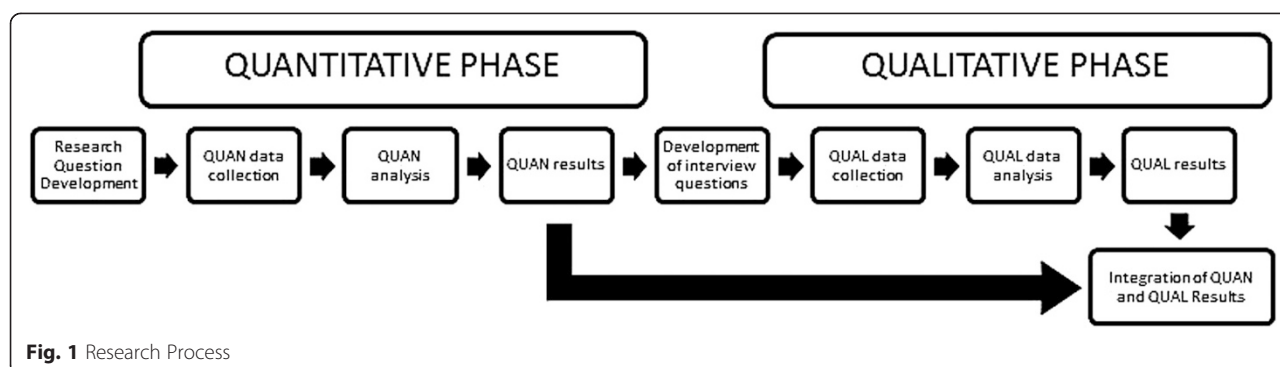 QUANTITATIVE PHASE
QUALITATIVE PHASE
Research
Question
Development
QUAN data
collection
QUAN
analysis
QUAN results
Development
of interview
questions
QUAL data
collection
QUAL data
analysis
QUAL results
Integration of QUAN
and QUAL Results
Fig. 1 Research Process